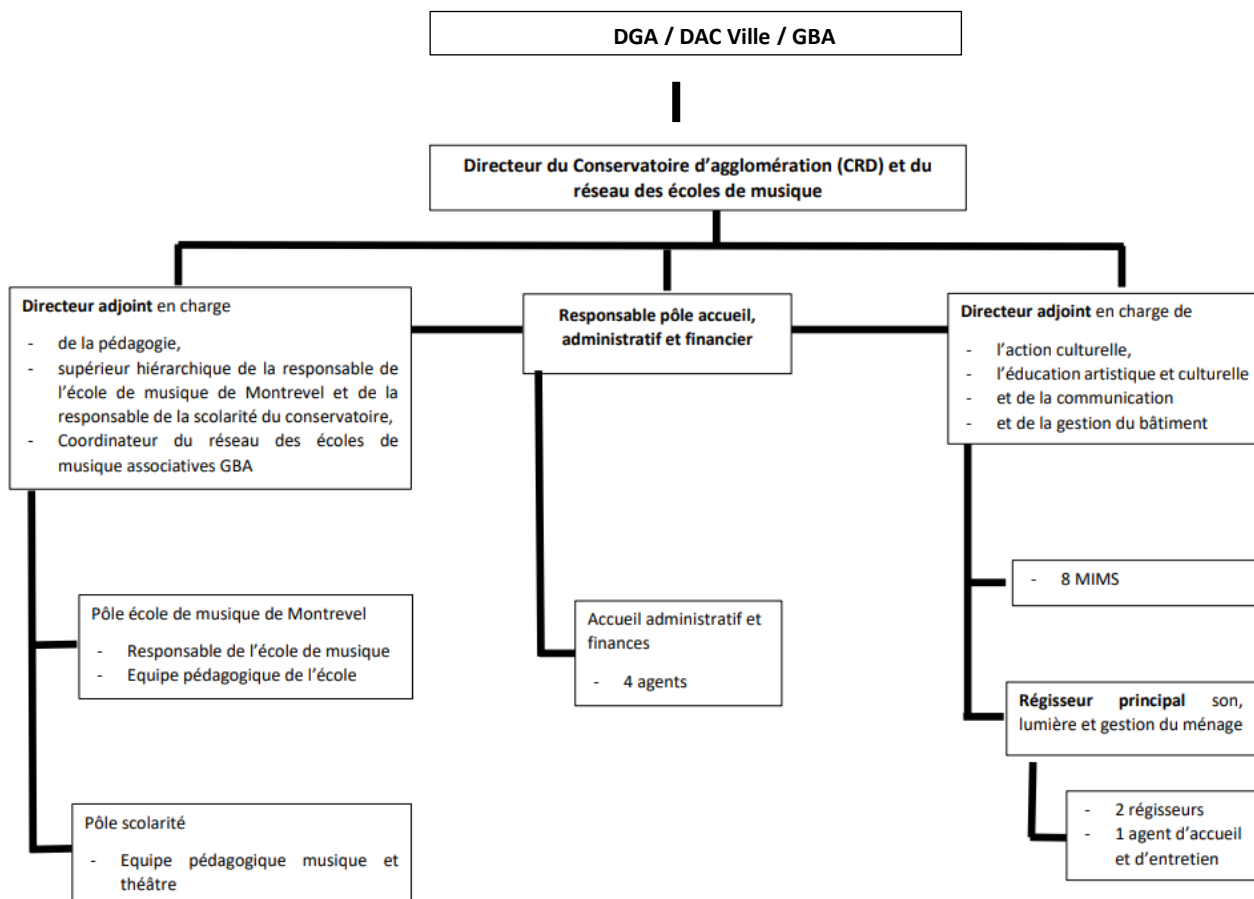 DGA / DAC Ville / GBA
Directeur du Conservatoire d’agglomération (CRD) et du
réseau des écoles de musique
Directeur adjoint en charge
- de la pédagogie,
- supérieur hiérarchique de la responsable de
l’école de musique de Montrevel et de la
responsable de la scolarité du conservatoire,
- Coordinateur du réseau des écoles de
musique associatives GBA
Responsable pôle accueil,
administratif et financier
Directeur adjoint en charge de
- l’action culturelle,
- l’éducation artistique et culturelle
- et de la communication
- et de la gestion du bâtiment
Pôle école de musique de Montrevel
- Responsable de l’école de musique
- Equipe pédagogique de l’école
Pôle scolarité
- Equipe pédagogique musique et
théâtre
Accueil administratif et
finances
- 4 agents
- 8 MIMS
Régisseur principal son,
lumière et gestion du ménage
- 2 régisseurs
- 1 agent d’accueil
et d’entretien